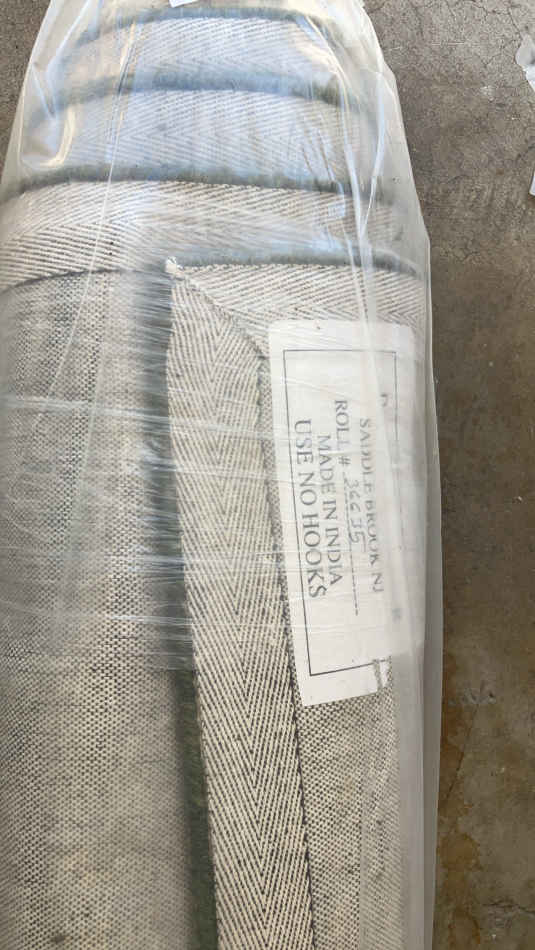 SADDLE BROOK NJ
ROLL # 36635
MADE IN INDIA
USE NO HOOKS